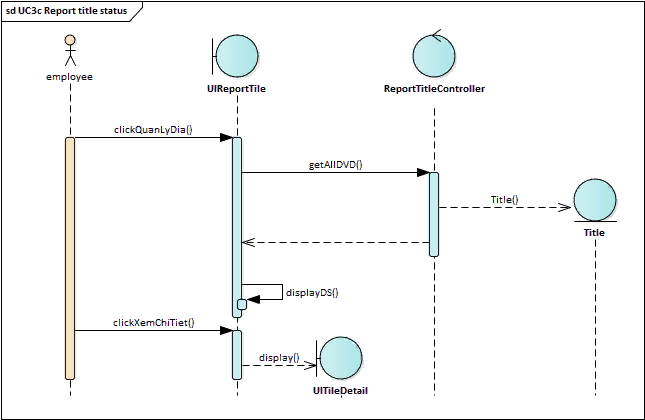 sd UC3c Report title status
employee
UIReportTile
ReportTitleController
clickQuanLyDia()
getAllDVD()
Title()
Title
displayDS()
clickXemChiTiet()
display()
UITileDetail